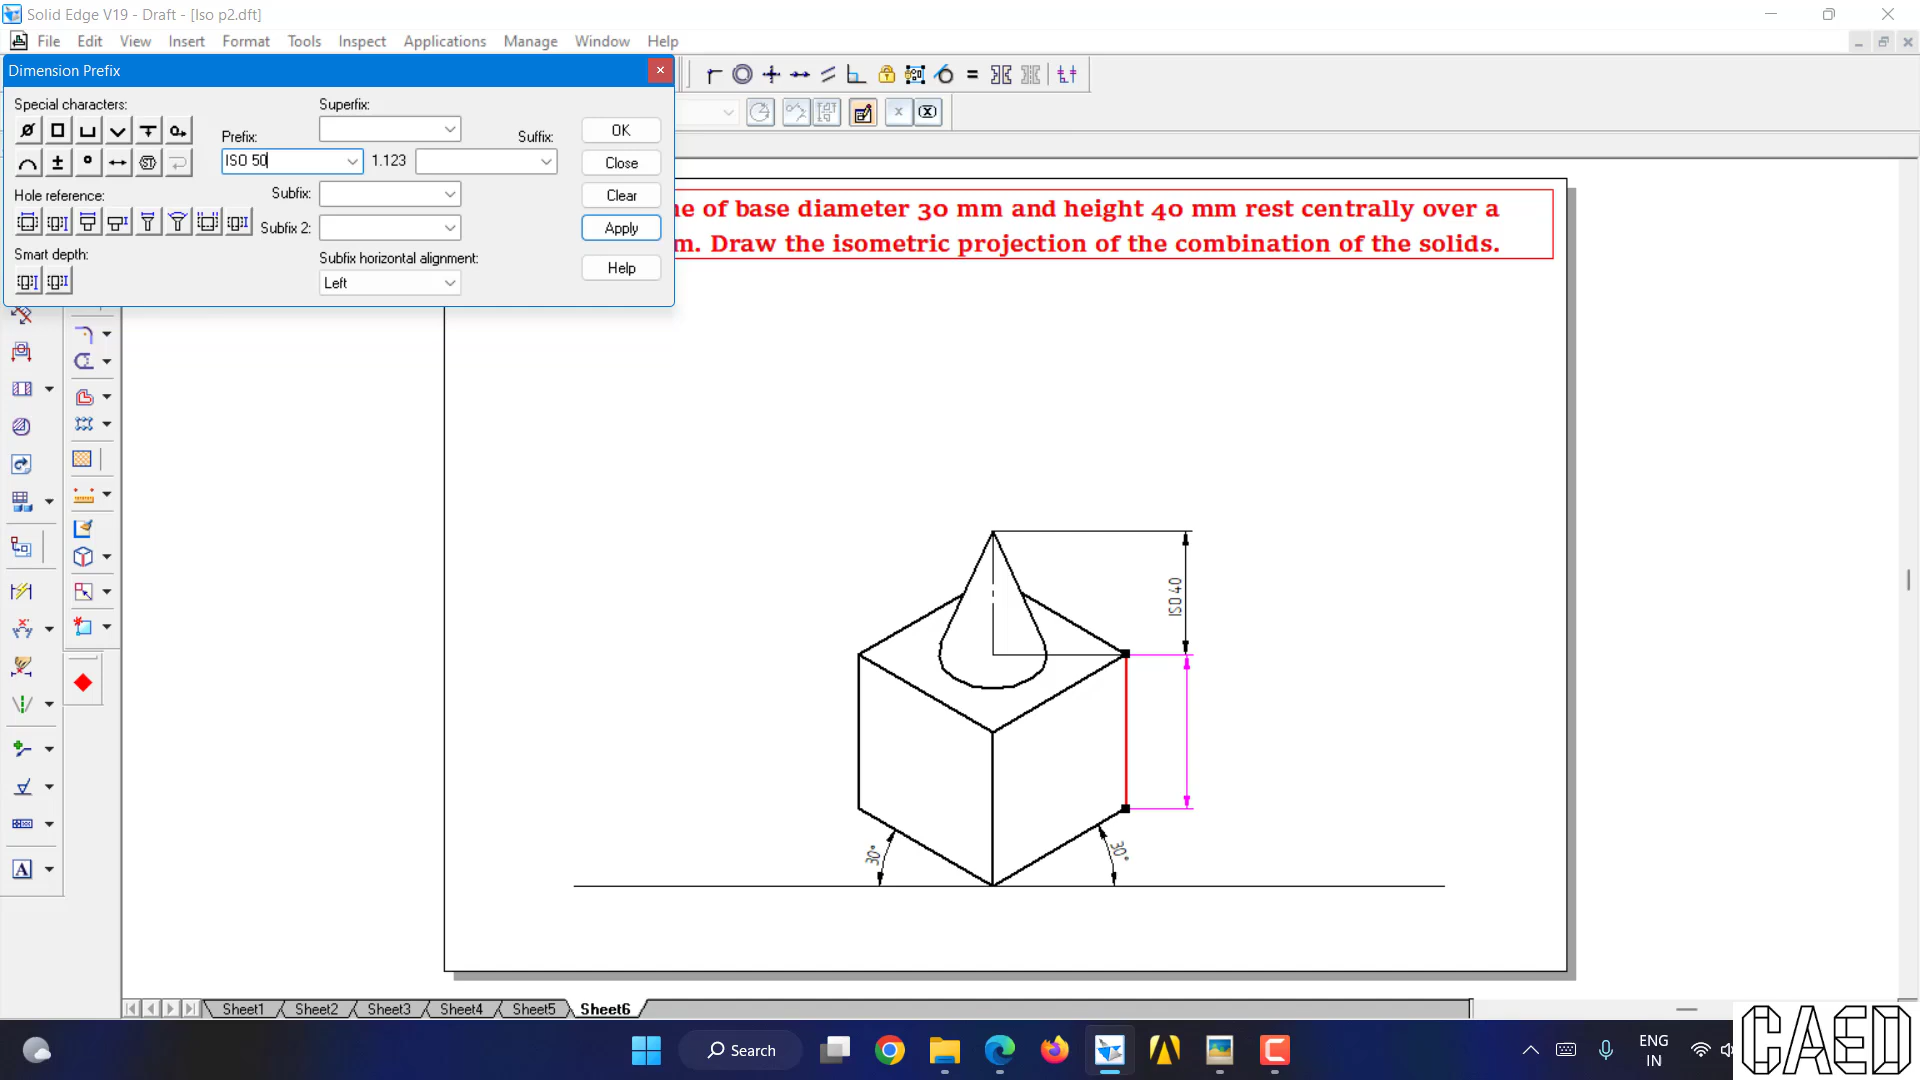 Solid Edge V19 - Draft - [Iso p2.dft]
File Edit View Insert Format Tools Inspect Applications Manage Window Help
Dimension Prefix
Special characters:
Superfix:
Prefix:
Suffix:
OK
ISO 50
1.123
Close
Hole reference:
Subfix:
Clear
Subfix 2:
Apply
Smart depth:
Subfix horizontal alignment:
Left
Help
ne of base diameter 30 mm and height 40 mm rest centrally over a
m. Draw the isometric projection of the combination of the solids.
ISO 40
30°
30°
A
Sheet1 Sheet2 Sheet3 Sheet4 Sheet5 Sheet6
Search
ENG
IN
CAED